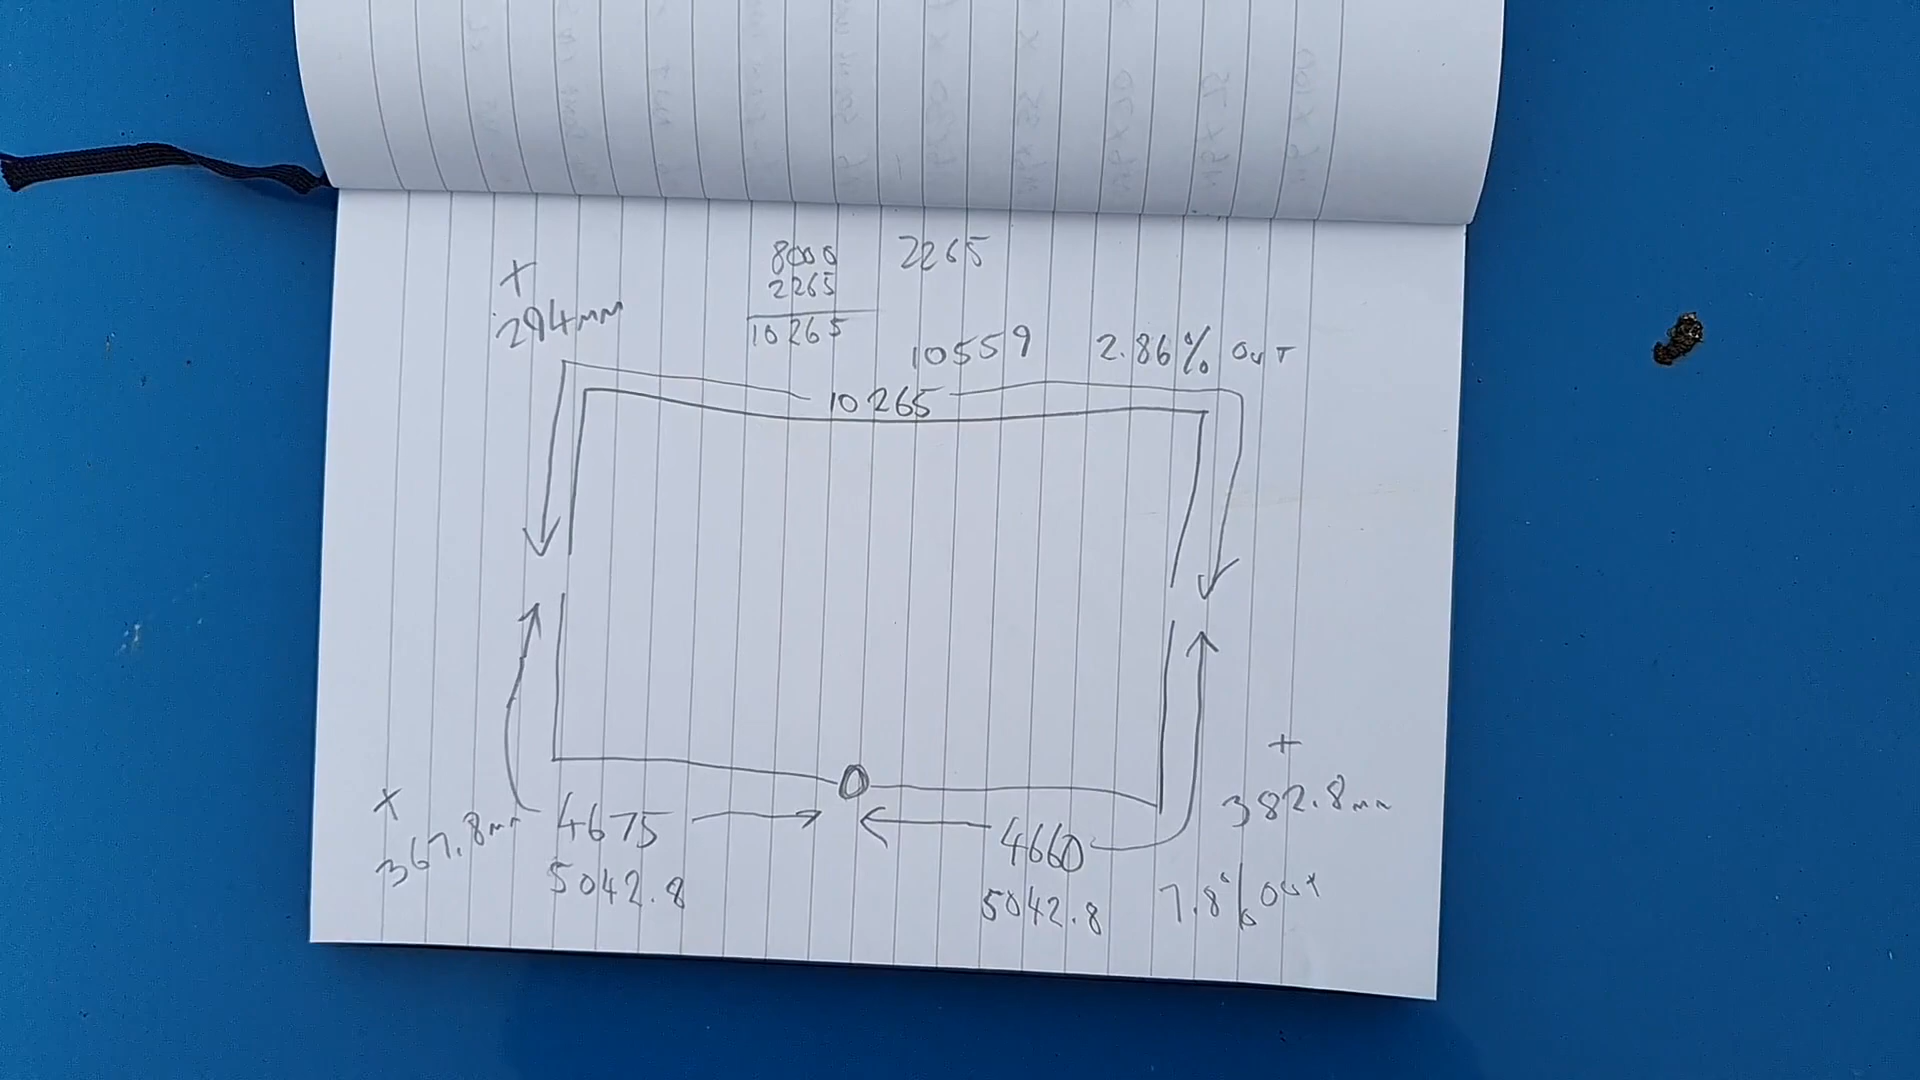 8000 2265
2265
10265
+
294mm
10559 2.86% OUT
10265
+
367.8mm
4675
5042.8
+
382.8mm
4660
5042.8
7.8% OUT